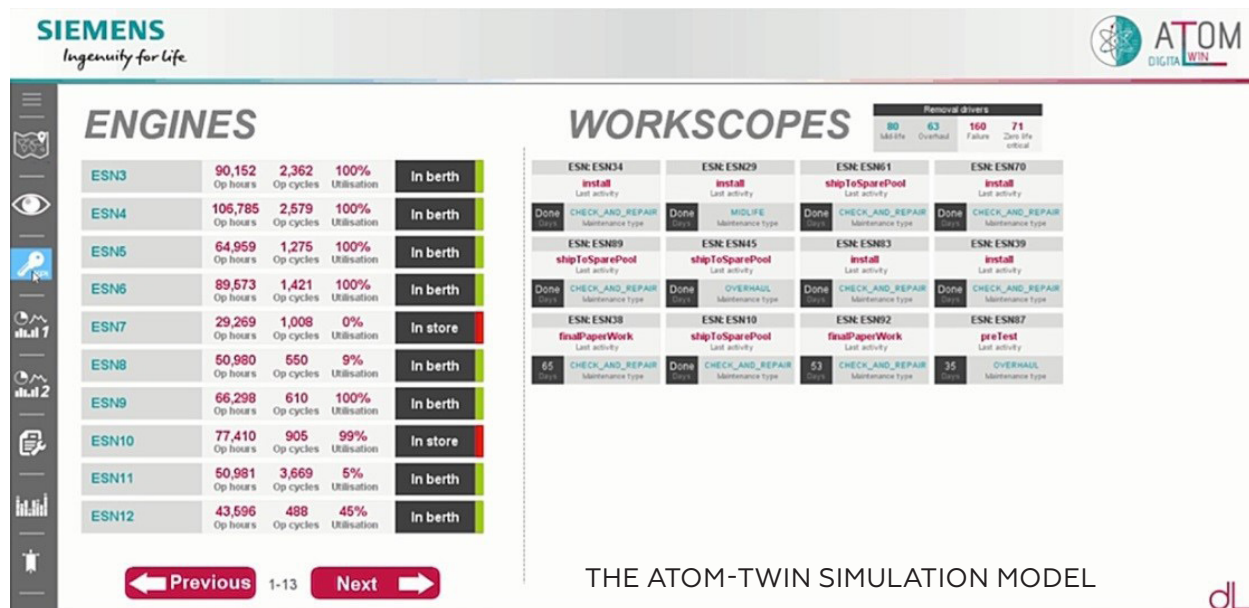 SIEMENS
Ingenuity for life
ATOM
DIGITAL TWIN
ENGINES
ESN3 90,152 2,362 100% In berth
Op hours Op cycles Utilisation
ESN4 106,785 2,579 100% In berth
Op hours Op cycles Utilisation
ESN5 64,959 1,275 100% In berth
Op hours Op cycles Utilisation
ESN6 89,573 1,421 100% In berth
Op hours Op cycles Utilisation
ESN7 29,269 1,008 0% In store
Op hours Op cycles Utilisation
ESN8 50,980 550 9% In berth
Op hours Op cycles Utilisation
ESN9 66,298 610 100% In berth
Op hours Op cycles Utilisation
ESN10 77,410 905 99% In store
Op hours Op cycles Utilisation
ESN11 50,981 3,669 5% In berth
Op hours Op cycles Utilisation
ESN12 43,596 488 45% In berth
Op hours Op cycles Utilisation
Previous 1-13 Next
1
2
WORKSCOPES
Removal drivers
80 63 160 71
Mid-life Overhaul Failure Zero life
critical
ESN: ESN34 ESN: ESN29 ESN: ESN61 ESN: ESN70
install install shipToSparePool install
Last activity Last activity Last activity Last activity
Done CHECK_AND_REPAIR Done MIDLIFE Done CHECK_AND_REPAIR Done CHECK_AND_REPAIR
Days Maintenance type Days Maintenance type Days Maintenance type Days Maintenance type
ESN: ESN89 ESN: ESN45 ESN: ESN83 ESN: ESN39
shipToSparePool shipToSparePool install install
Last activity Last activity Last activity Last activity
Done CHECK_AND_REPAIR Done OVERHAUL Done CHECK_AND_REPAIR Done CHECK_AND_REPAIR
Days Maintenance type Days Maintenance type Days Maintenance type Days Maintenance type
ESN: ESN38 ESN: ESN10 ESN: ESN92 ESN: ESN87
finalPaperWork shipToSparePool finalPaperWork preTest
Last activity Last activity Last activity Last activity
65 CHECK_AND_REPAIR Done CHECK_AND_REPAIR 53 CHECK_AND_REPAIR 35 OVERHAUL
Days Maintenance type Days Maintenance type Days Maintenance type Days Maintenance type
THE ATOM-TWIN SIMULATION MODEL
dL